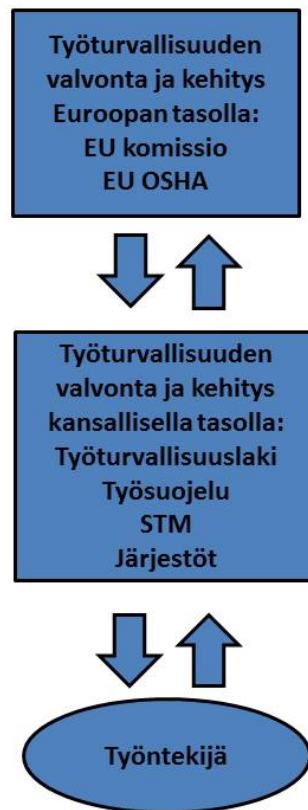 Työturvallisuuden
valvonta ja kehitys
Euroopan tasolla:
EU komissio
EU OSHA
Työturvallisuuden
valvonta ja kehitys
kansallisella tasolla:
Työturvallisuuslaki
Työsuojelu
STM
Järjestöt
Työntekijä